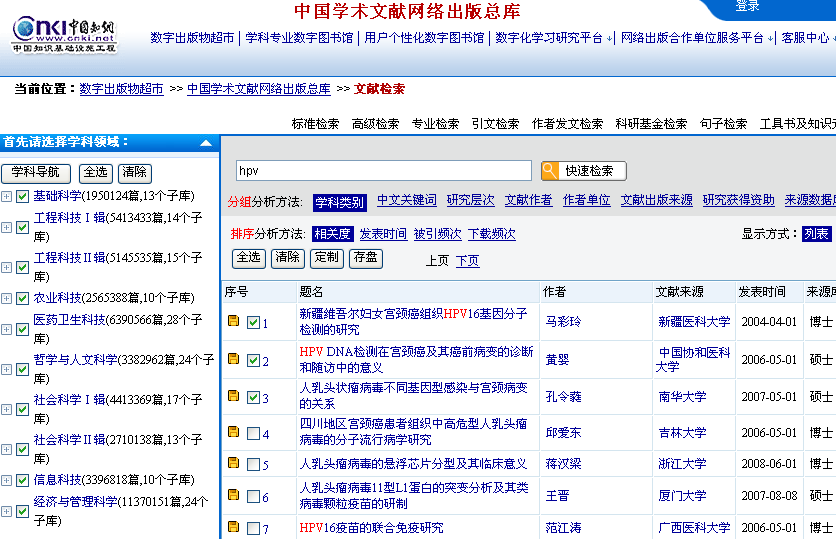 中国学术文献网络出版总库
登录
cnki中国知网
www.cnki.net
中国知识基础设施工程
数字出版物超市 | 学科专业数字图书馆 | 用户个性化数字图书馆 | 数字化学习研究平台 ↓| 网络出版合作单位服务平台 ↓| 客服中心
当前位置：数字出版物超市 >> 中国学术文献网络出版总库 >> 文献检索
标准检索 高级检索 专业检索 引文检索 作者发文检索 科研基金检索 句子检索 工具书及知识元
首先请选择学科领域：
学科导航 全选 清除
基础科学(1950124篇,13个子库)
工程科技Ⅰ辑(5413433篇,14个子
库)
工程科技Ⅱ辑(5145535篇,15个子
库)
农业科技(2565388篇,10个子库)
医药卫生科技(6390566篇,28个子
库)
哲学与人文科学(3382962篇,24个子
库)
社会科学Ⅰ辑(4413369篇,17个子
库)
社会科学Ⅱ辑(2710138篇,13个子
库)
信息科技(3396818篇,10个子库)
经济与管理科学(11370151篇,24个
子库)
hpv 快速检索
分组分析方法: 学科类别 中文关键词 研究层次 文献作者 作者单位 文献出版来源 研究获得资助 来源数据库
排序分析方法: 相关度 发表时间 被引频次 下载频次 显示方式：列表
全选 清除 定制 存盘 上页 下页
序号 题名 作者 文献来源 发表时间 来源库
1 新疆维吾尔妇女宫颈癌组织HPV16基因分子
检测的研究 马彩玲 新疆医科大学 2004-04-01 博士
2 HPV DNA检测在宫颈癌及其癌前病变的诊断
和随访中的意义 黄婴 中国协和医科
大学 2006-05-01 硕士
3 人乳头状瘤病毒不同基因型感染与宫颈病变
的关系 孔令蕤 南华大学 2007-05-01 硕士
4 四川地区宫颈癌患者组织中高危型人乳头瘤
病毒的分子流行病学研究 邱爱东 吉林大学 2006-05-01 博士
5 人乳头瘤病毒的悬浮芯片分型及其临床意义 蒋汉梁 浙江大学 2008-06-01 博士
6 人乳头瘤病毒11型L1蛋白的突变分析及其类
病毒颗粒疫苗的研制 王晋 厦门大学 2007-08-08 硕士
7 HPV16疫苗的联合免疫研究 范江涛 广西医科大学 2006-05-01 博士